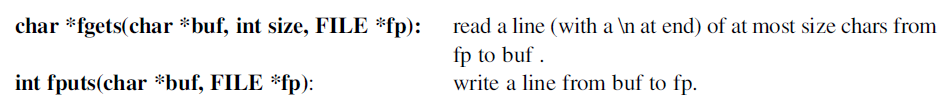 char *fgets(char *buf, int size, FILE *fp): read a line (with a \n at end) of at most size chars from
fp to buf .
int fputs(char *buf, FILE *fp): write a line from buf to fp.